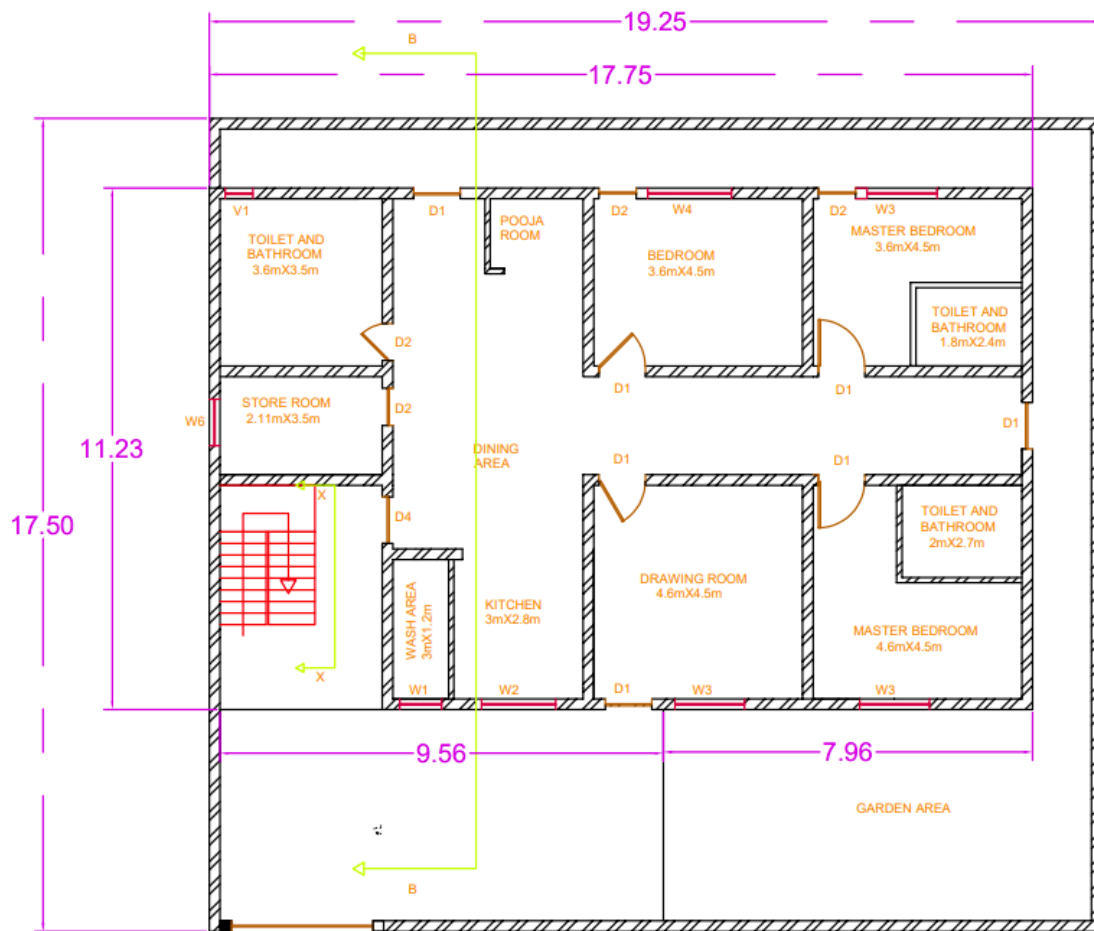 19.25
B
17.75
V1
D1
POOJA
ROOM
D2
W4
D2
W3
TOILET AND
BATHROOM
3.6mX3.5m
BEDROOM
3.6mX4.5m
MASTER BEDROOM
3.6mX4.5m
TOILET AND
BATHROOM
1.8mX2.4m
D2
D1
D1
STORE ROOM
2.11mX3.5m
D2
W6
D1
11.23
DINING
AREA
D1
D1
X
D4
17.50
TOILET AND
BATHROOM
2mX2.7m
WASH AREA
3mX1.2m
KITCHEN
3mX2.8m
DRAWING ROOM
4.6mX4.5m
MASTER BEDROOM
4.6mX4.5m
X
W1
W2
D1
W3
W3
9.56
7.96
GARDEN AREA
B